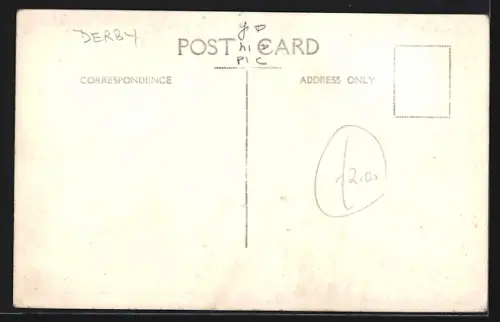 DERBY
POST CARD
CORRESPONDENCE
ADDRESS ONLY